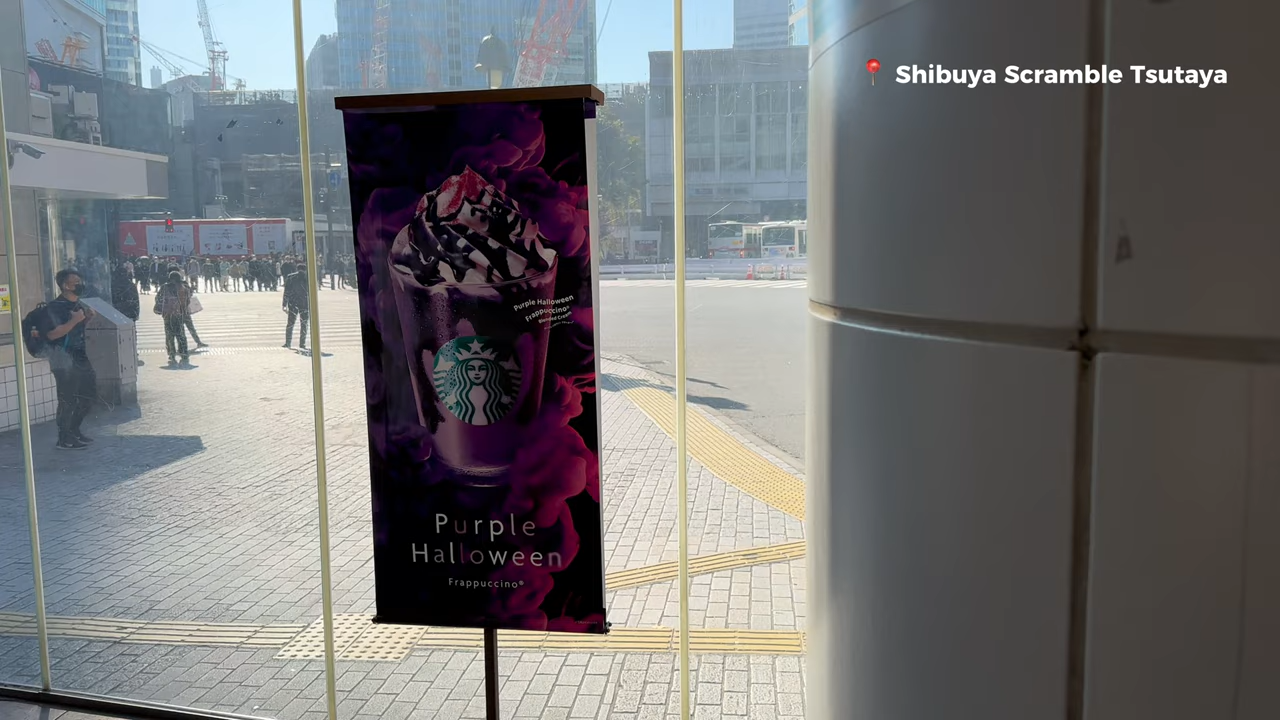 Shibuya Scramble Tsutaya
Purple Halloween
Frappuccino®
Blended Cream
Purple
Halloween
Frappuccino®